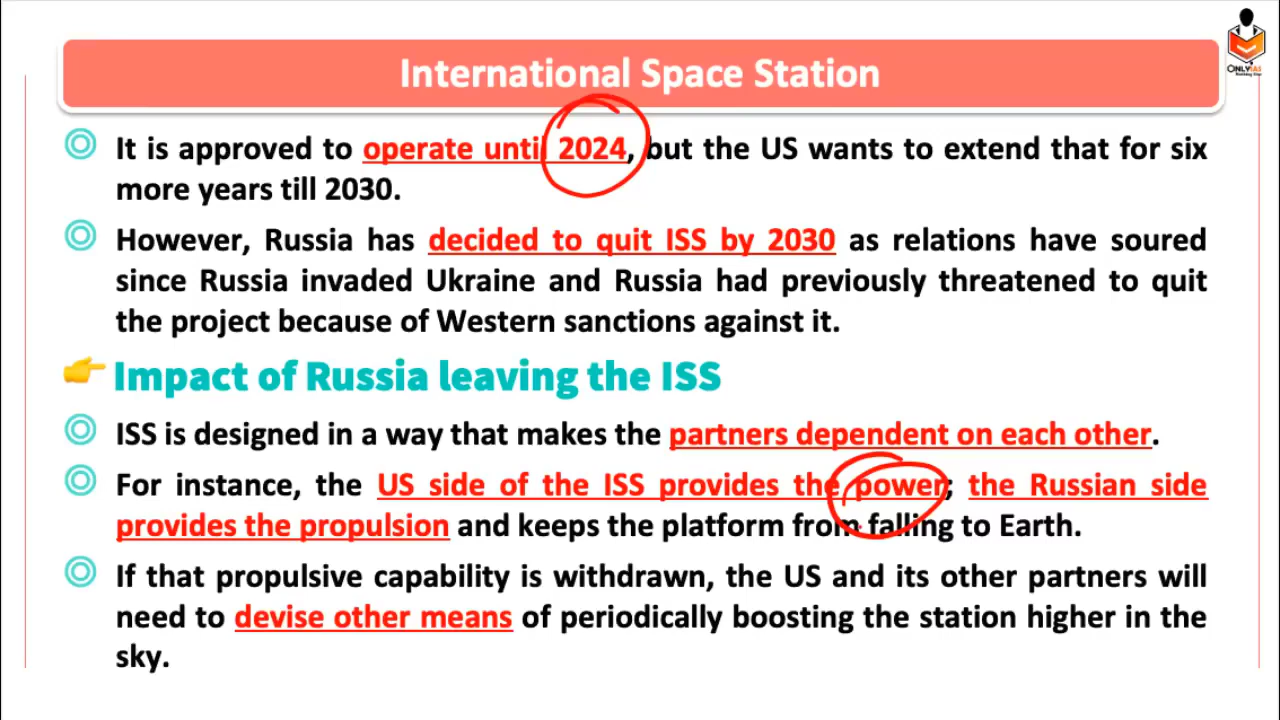 International Space Station
ONLYIAS
It is approved to operate until 2024, but the US wants to extend that for six
more years till 2030.
However, Russia has decided to quit ISS by 2030 as relations have soured
since Russia invaded Ukraine and Russia had previously threatened to quit
the project because of Western sanctions against it.
Impact of Russia leaving the ISS
ISS is designed in a way that makes the partners dependent on each other.
For instance, the US side of the ISS provides the power; the Russian side
provides the propulsion and keeps the platform from falling to Earth.
If that propulsive capability is withdrawn, the US and its other partners will
need to devise other means of periodically boosting the station higher in the
sky.